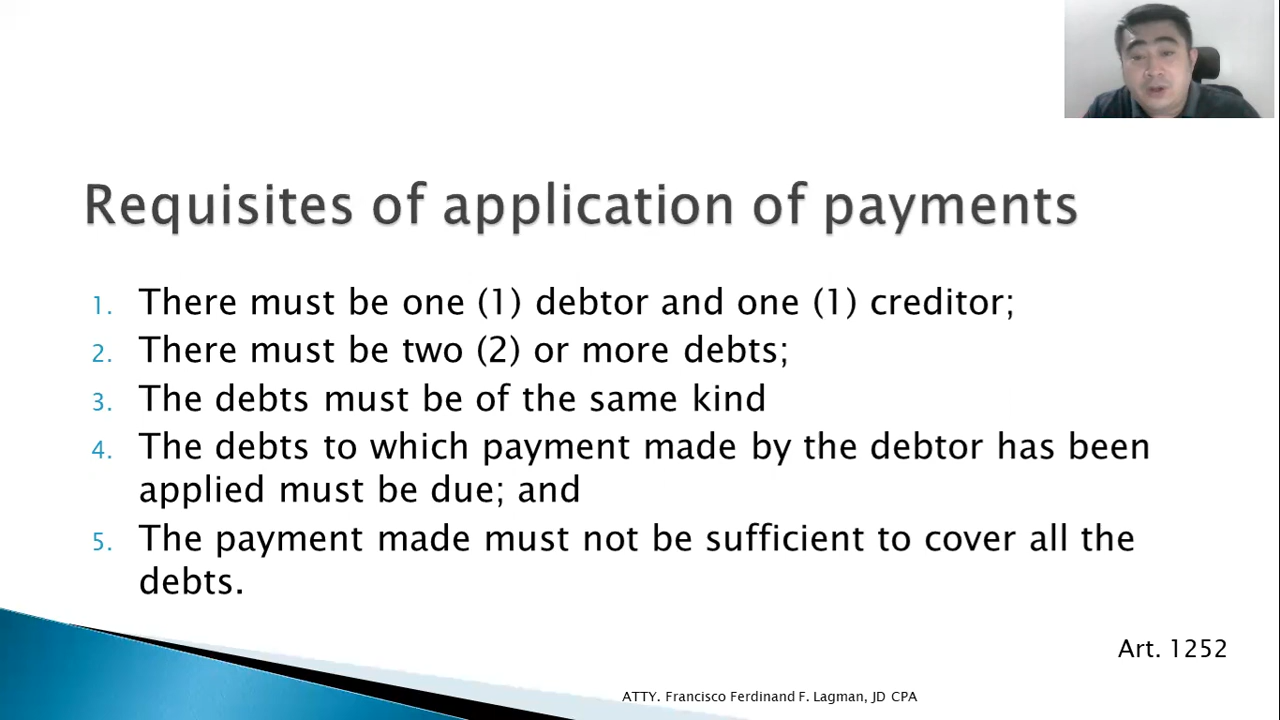 Requisites of application of payments
1. There must be one (1) debtor and one (1) creditor;
2. There must be two (2) or more debts;
3. The debts must be of the same kind
4. The debts to which payment made by the debtor has been
applied must be due; and
5. The payment made must not be sufficient to cover all the
debts.
Art. 1252
ATTY. Francisco Ferdinand F. Lagman, JD CPA